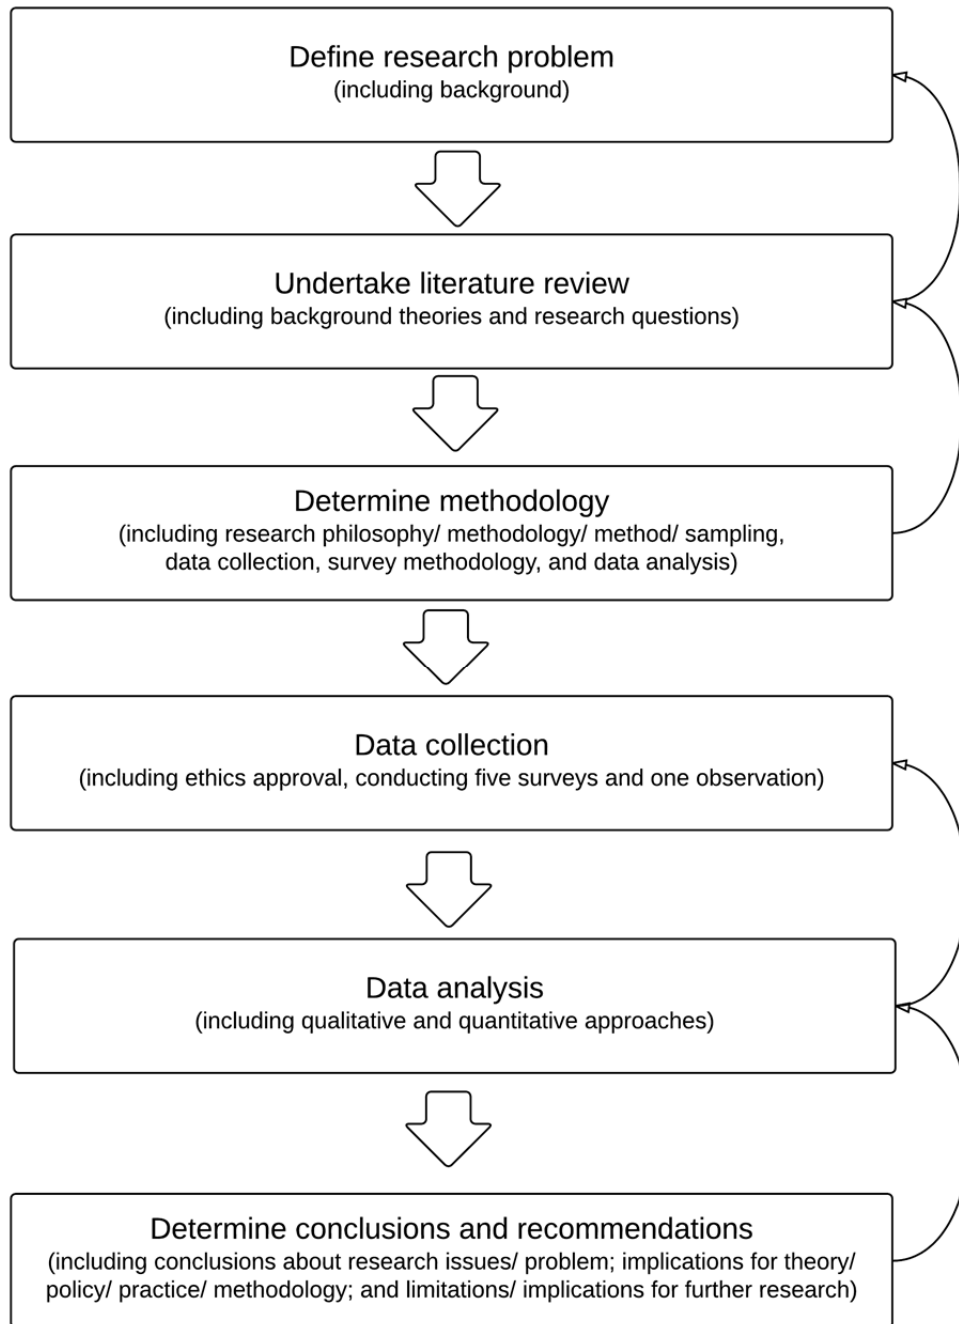 Define research problem
(including background)
Undertake literature review
(including background theories and research questions)
Determine methodology
(including research philosophy/ methodology/ method/ sampling,
data collection, survey methodology, and data analysis)
Data collection
(including ethics approval, conducting five surveys and one observation)
Data analysis
(including qualitative and quantitative approaches)
Determine conclusions and recommendations
(including conclusions about research issues/ problem; implications for theory/
policy/ practice/ methodology; and limitations/ implications for further research)